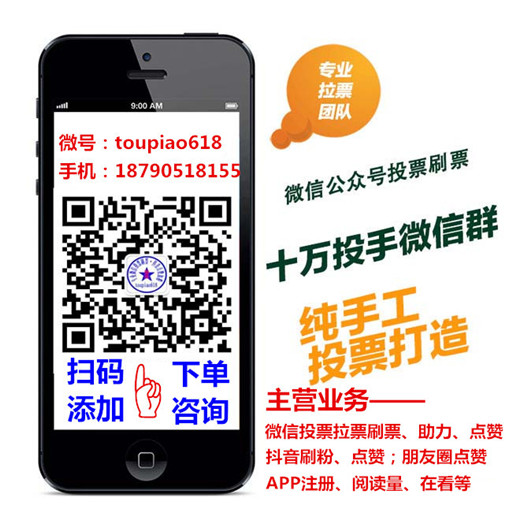 专业
拉票
团队
9:00 AM
微号：toupiao618
手机：18790518155
微信公众号投票刷票
十万投手微信群
纯手工
投票打造
toupiao618
扫码
添加
下单
咨询
主营业务——
微信投票拉票刷票、助力、点赞
抖音刷粉、点赞；朋友圈点赞
APP注册、阅读量、在看等